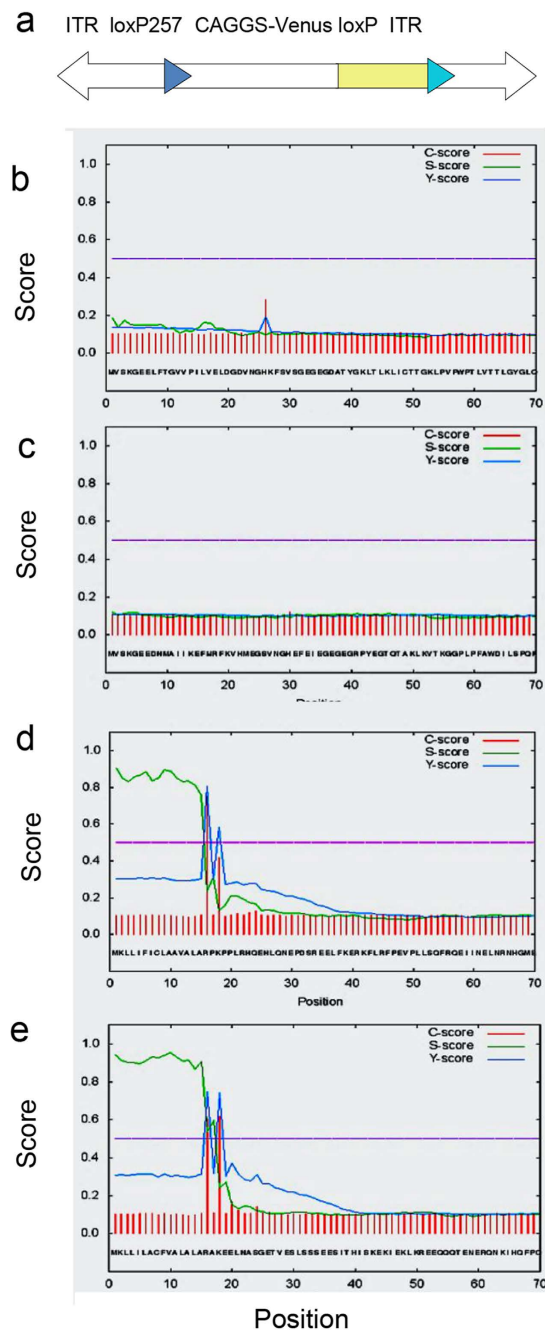 a
ITR loxP257 CAGGS-Venus loxP ITR
b
Score
1.0
0.8
0.6
0.4
0.2
0.0
C-score
S-score
Y-score
MVSKGEELFTGVVPILVELDGDVNGHKFSVSGEGEGDATYGKLTLKLICTTGKLPVPWPTLVTTLGYGLQ
0 10 20 30 40 50 60 70
c
Score
1.0
0.8
0.6
0.4
0.2
0.0
C-score
S-score
Y-score
MVSKGEEDNMAIIKEFMRFKVHMEGSVNGHEFEIEGEGEGRPYEGTQTAKLKVTKGGPLPFAWDILSPQF
0 10 20 30 40 50 60 70
Position
d
Score
1.0
0.8
0.6
0.4
0.2
0.0
C-score
S-score
Y-score
MKLLIFICLAAVALARPKPPLRHQEHLQNEPDSREELFKERKFLRFPEVPLLSQFRQEIINELNRNHGME
0 10 20 30 40 50 60 70
Position
e
Score
1.0
0.8
0.6
0.4
0.2
0.0
C-score
S-score
Y-score
MKLLILACFVALALARAKEELNASGETVESLSSSEESITHISKEKIEKLKREEQQQTENERQNKIHQFPQ
0 10 20 30 40 50 60 70
Position